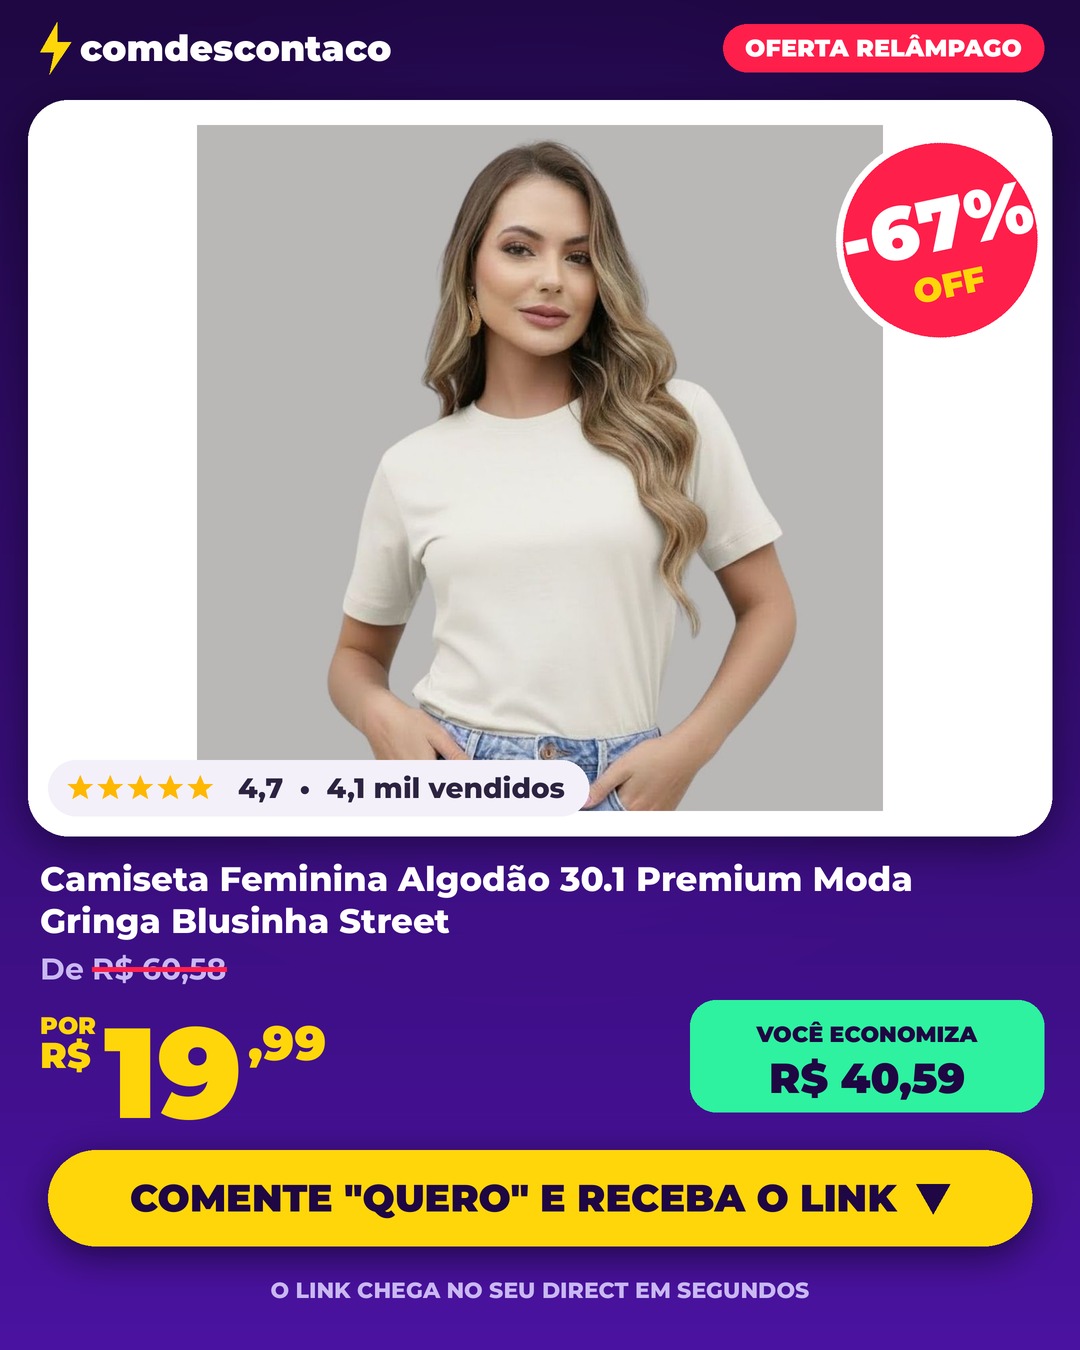 comdescontaco
OFERTA RELÂMPAGO
-67%
OFF
4,7 • 4,1 mil vendidos
Camiseta Feminina Algodão 30.1 Premium Moda
Gringa Blusinha Street
De R$ 60,58
POR
R$ 19,99
VOCÊ ECONOMIZA
R$ 40,59
COMENTE "QUERO" E RECEBA O LINK ▼
O LINK CHEGA NO SEU DIRECT EM SEGUNDOS